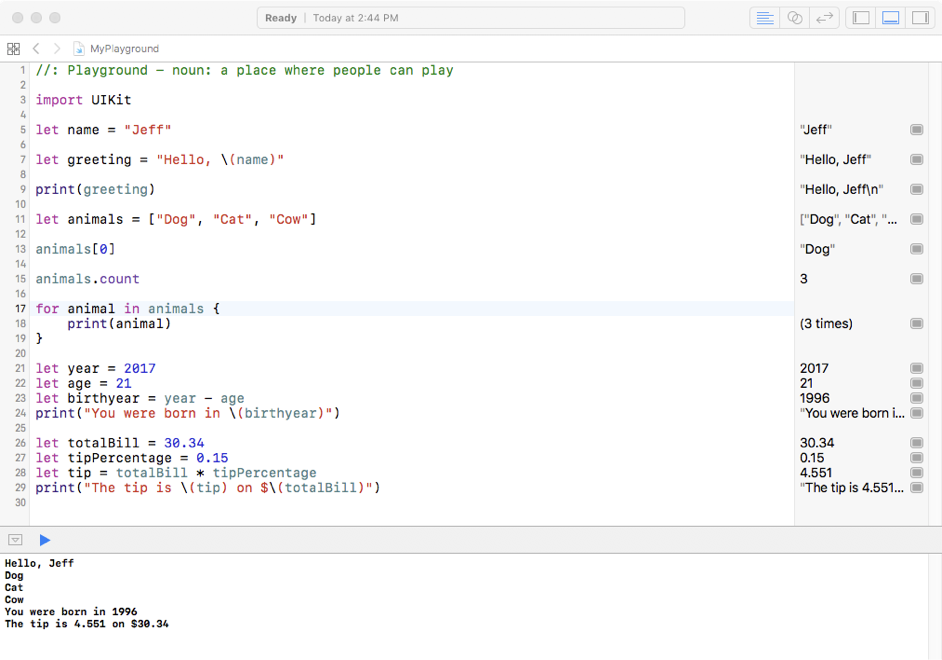 Ready | Today at 2:44 PM
MyPlayground
1 //: Playground – noun: a place where people can play
2
3 import UIKit
4
5 let name = "Jeff" "Jeff"
6
7 let greeting = "Hello, \(name)" "Hello, Jeff"
8
9 print(greeting) "Hello, Jeff\n"
10
11 let animals = ["Dog", "Cat", "Cow"] ["Dog", "Cat", "...
12
13 animals[0] "Dog"
14
15 animals.count 3
16
17 for animal in animals {
18     print(animal) (3 times)
19 }
20
21 let year = 2017 2017
22 let age = 21 21
23 let birthyear = year – age 1996
24 print("You were born in \(birthyear)") "You were born i...
25
26 let totalBill = 30.34 30.34
27 let tipPercentage = 0.15 0.15
28 let tip = totalBill * tipPercentage 4.551
29 print("The tip is \(tip) on $\(totalBill)") "The tip is 4.551...
30
Hello, Jeff
Dog
Cat
Cow
You were born in 1996
The tip is 4.551 on $30.34